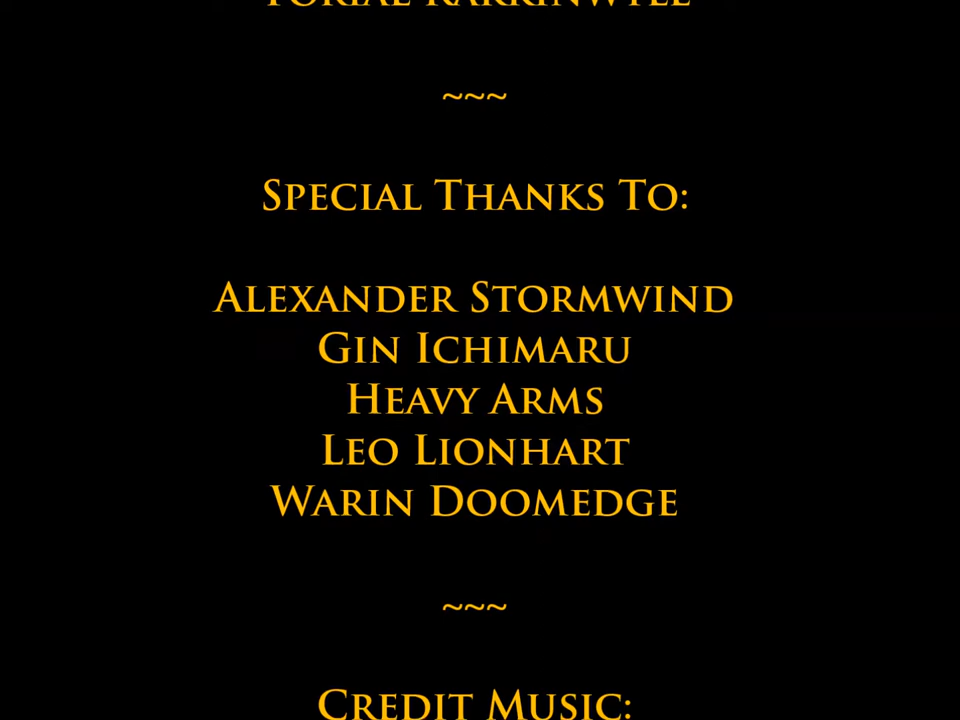 ~~~
Special Thanks To:
Alexander Stormwind
Gin Ichimaru
Heavy Arms
Leo Lionhart
Warin Doomedge
~~~
Credit Music: